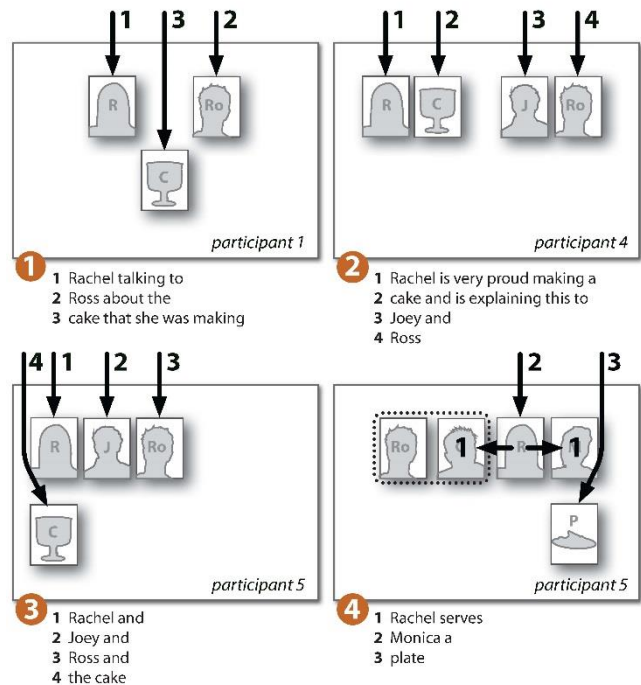 1 3 2
R Ro
C
participant 1
1
1 Rachel talking to
2 Ross about the
3 cake that she was making
1 2 3 4
R C J Ro
participant 4
2
1 Rachel is very proud making a
2 cake and is explaining this to
3 Joey and
4 Ross
4 1 2 3
R J Ro
C
participant 5
3
1 Rachel and
2 Joey and
3 Ross and
4 the cake
2 3
Ro 1 R 1
P
participant 5
4
1 Rachel serves
2 Monica a
3 plate